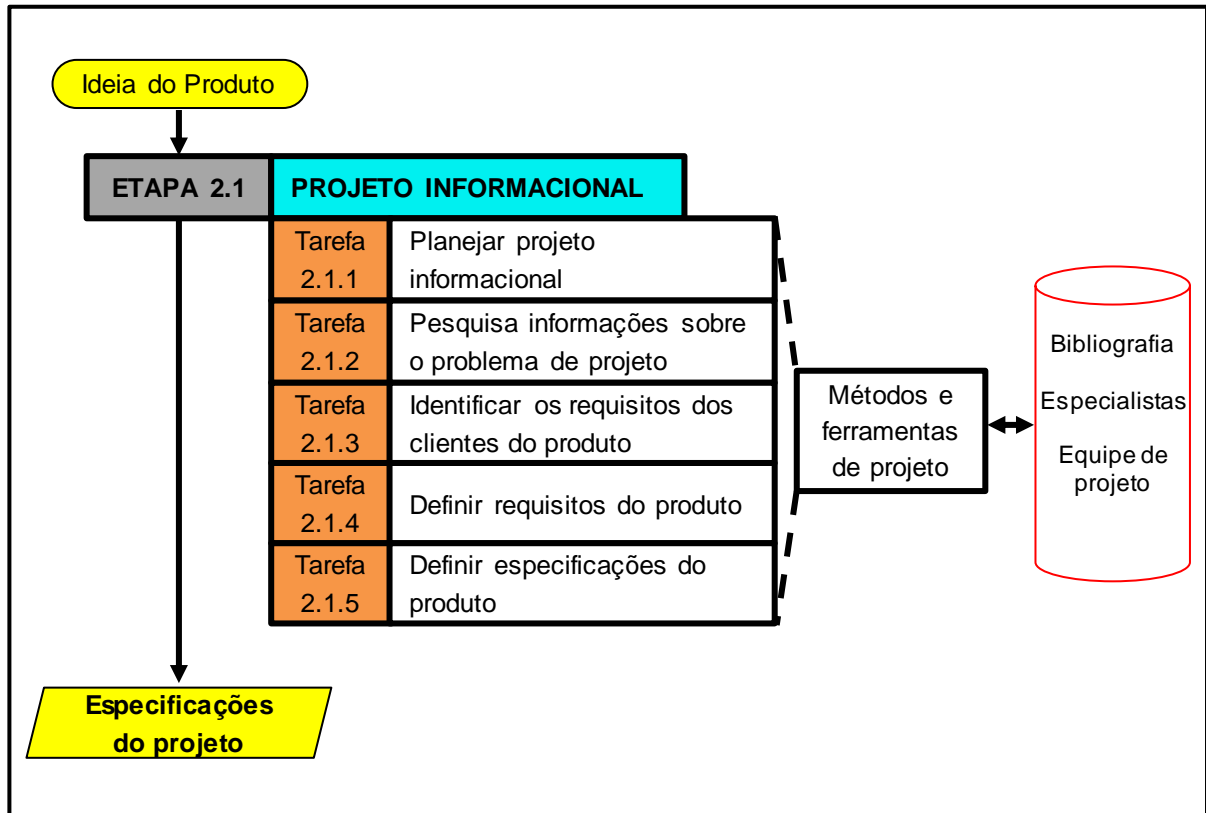 Ideia do Produto
ETAPA 2.1
PROJETO INFORMACIONAL
Tarefa
2.1.1
Planejar projeto
informacional
Tarefa
2.1.2
Pesquisa informações sobre
o problema de projeto
Tarefa
2.1.3
Identificar os requisitos dos
clientes do produto
Tarefa
2.1.4
Definir requisitos do produto
Tarefa
2.1.5
Definir especificações do
produto
Métodos e
ferramentas
de projeto
Bibliografia
Especialistas
Equipe de
projeto
Especificações
do projeto